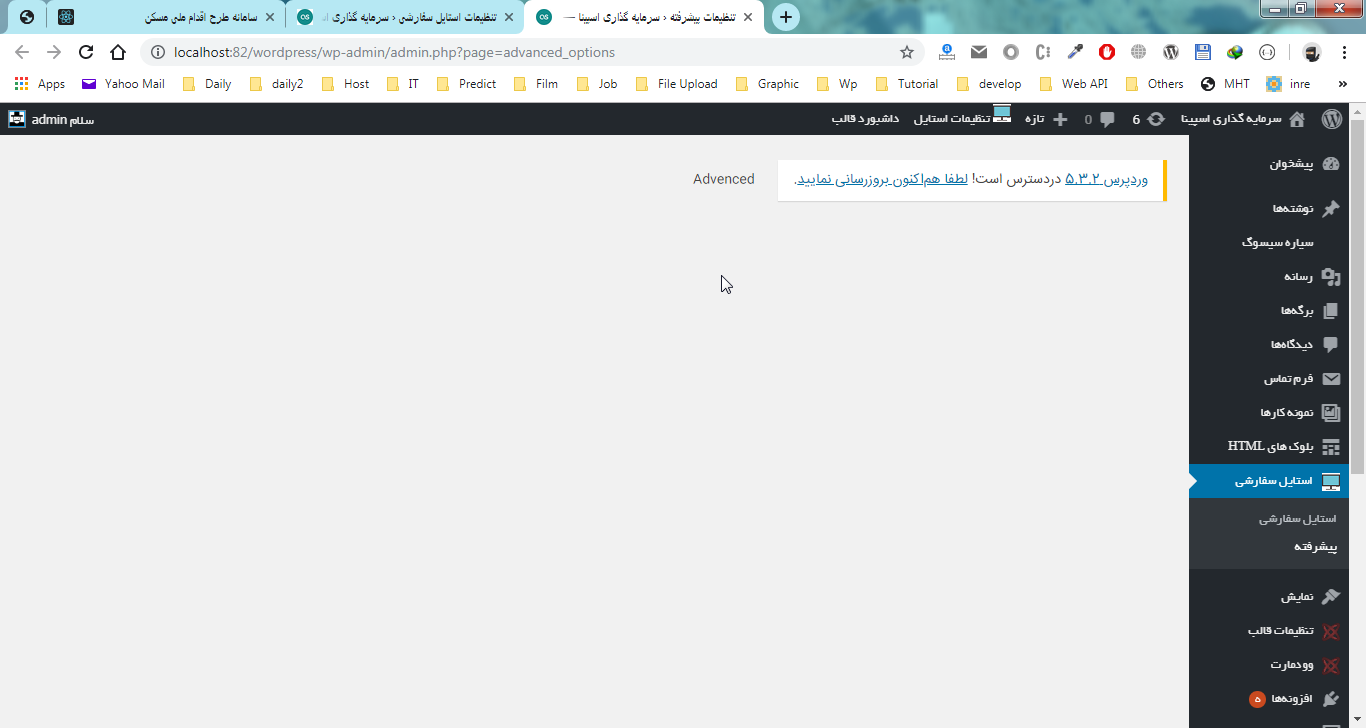 سامانه طرح اقدام ملی مسکن
تنظیمات استایل سفارشی ‹ سرمایه گذاری ا
تنظیمات پیشرفته ‹ سرمایه گذاری اسپینا —
localhost:82/wordpress/wp-admin/admin.php?page=advanced_options
Apps Yahoo Mail Daily daily2 Host IT Predict Film Job File Upload Graphic Wp Tutorial develop Web API Others MHT inre »
سرمایه گذاری اسپینا 6 0 تازه تنظیمات استایل داشبورد قالب سلام admin
وردپرس ۵.۳.۲ دردسترس است! لطفا هم‌اکنون بروزرسانی نمایید.
Advenced
پیشخوان
نوشته‌ها
سیاره سیسوگ
رسانه
برگه‌ها
دیدگاه‌ها
فرم تماس
نمونه کارها
بلوک های HTML
استایل سفارشی
استایل سفارشی
پیشرفته
نمایش
تنظیمات قالب
وودمارت
افزونه‌ها ۵